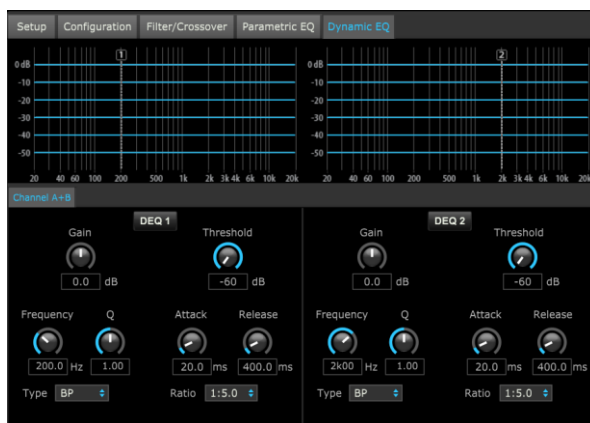 Setup Configuration Filter/Crossover Parametric EQ Dynamic EQ
1
0 dB
-10
-20
-30
-40
-50
20 40 60 100 200 500 1k 2k 3k 4k 6k 10k 20k
2
0 dB
-10
-20
-30
-40
-50
20 40 60 100 200 500 1k 2k 3k 4k 6k 10k 20k
Channel A+B
DEQ 1
Gain Threshold
0.0 dB -60 dB
Frequency Q Attack Release
200.0 Hz 1.00 20.0 ms 400.0 ms
Type BP Ratio 1:5.0
DEQ 2
Gain Threshold
0.0 dB -60 dB
Frequency Q Attack Release
2k00 Hz 1.00 20.0 ms 400.0 ms
Type BP Ratio 1:5.0